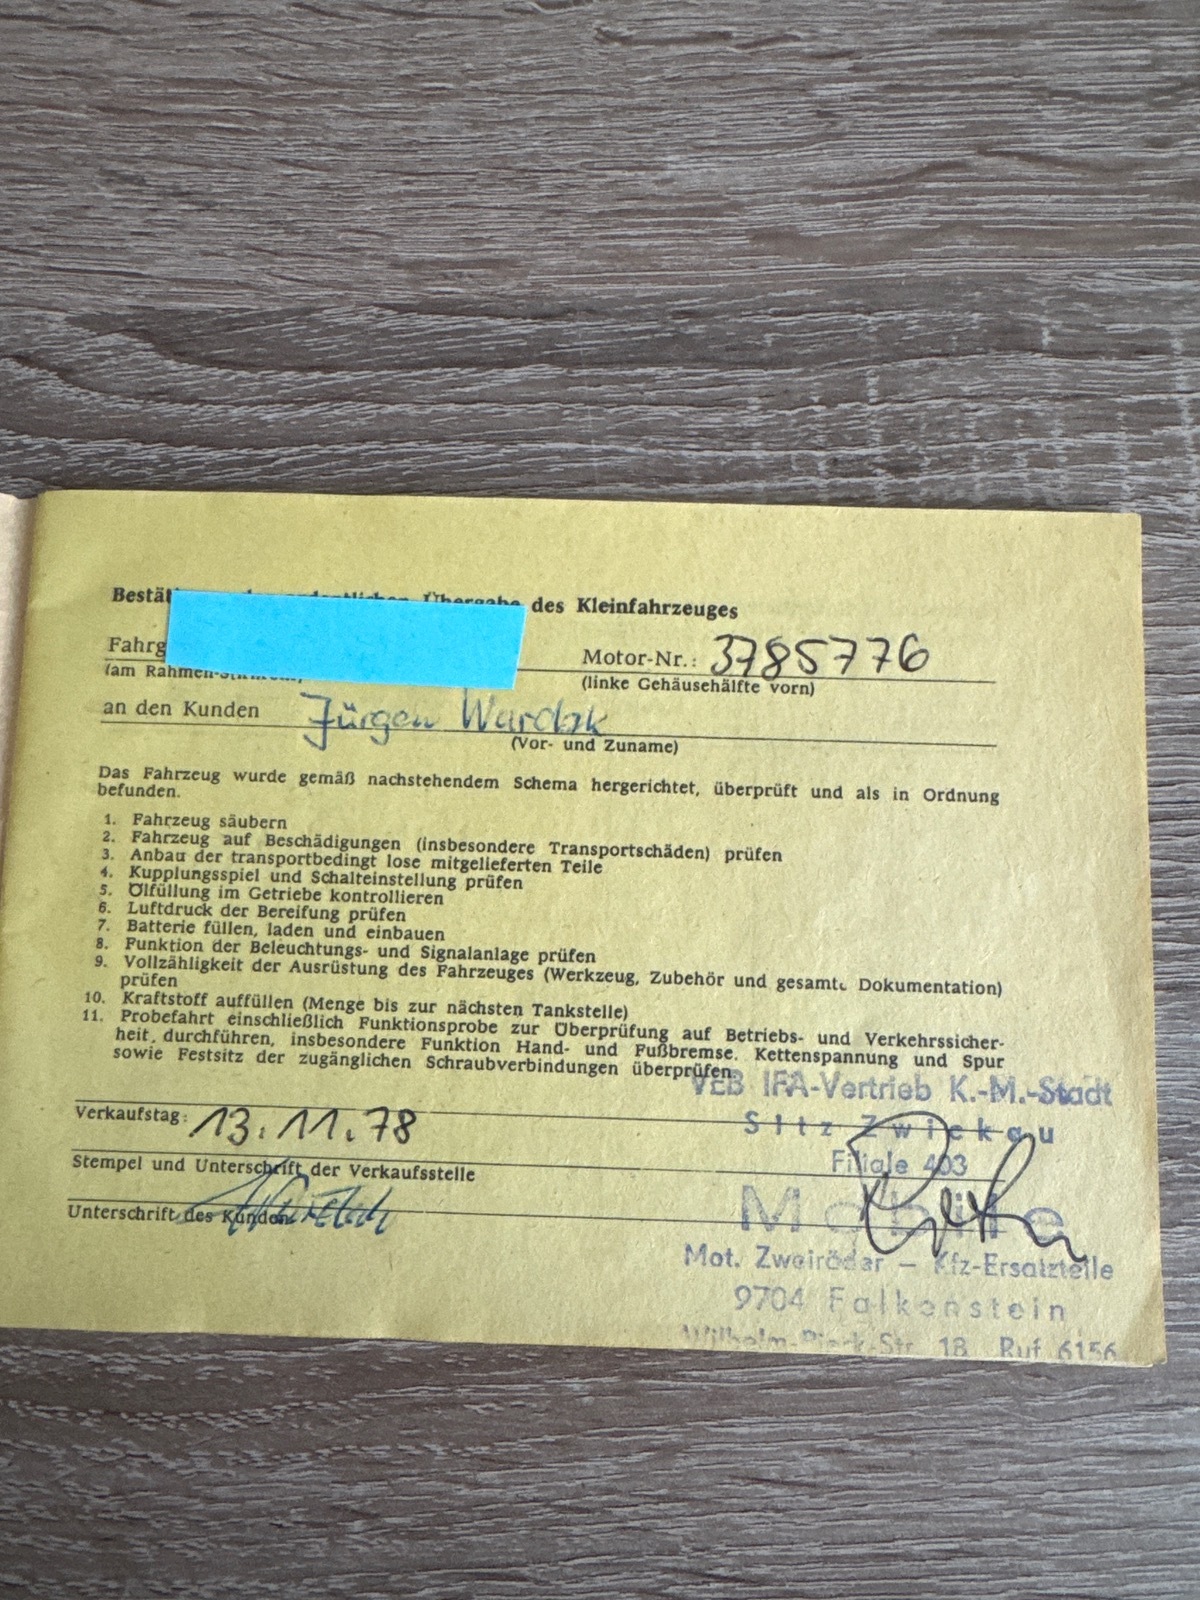 des Kleinfahrzeuges
Motor-Nr.: 3785776
(am
(linke Gehäusehälfte vorn)
an den Kunden Jürgen
(Vor- und Zuname)
Das Fahrzeug wurde gemäß nachstehendem Schema hergerichtet, überprüft und als in Ordnung
befunden.
1. Fahrzeug säubern
2. Fahrzeug auf Beschädigungen (insbesondere Transportschäden) prüfen
3. Anbau der transportbedingt lose mitgelieferten Teile
4. Kupplungsspiel und Schalteinstellung prüfen
5. Ölfüllung im Getriebe kontrollieren
6. Luftdruck der Bereifung prüfen
7. Batterie füllen, laden und einbauen
8. Funktion der Beleuchtungs- und Signalanlage prüfen
9. Vollzähligkeit der Ausrüstung des Fahrzeuges (Werkzeug, Zubehör und gesamte Dokumentation)
prüfen
10. Kraftstoff auffüllen (Menge bis zur nächsten Tankstelle)
11. Probefahrt einschließlich Funktionsprobe zur Überprüfung auf Betriebs- und Verkehrssicher-
heit durchführen, insbesondere Funktion Hand- und Fußbremse. Kettenspannung und Spur
sowie Festsitz der zugänglichen Schraubverbindungen überprüfen.
VEB IFA-Vertrieb K.-M.-Stadt
Verkaufstag: 13.11.78
Sitz Zwickau
Filiale 403
Stempel und Unterschrift der Verkaufsstelle
Unterschrift des Kunden
Mobile
Mot. Zweiräder – Kfz-Ersatzteile
9704 Falkenstein
Wilhelm-Pieck-Str. 18 Ruf 6156